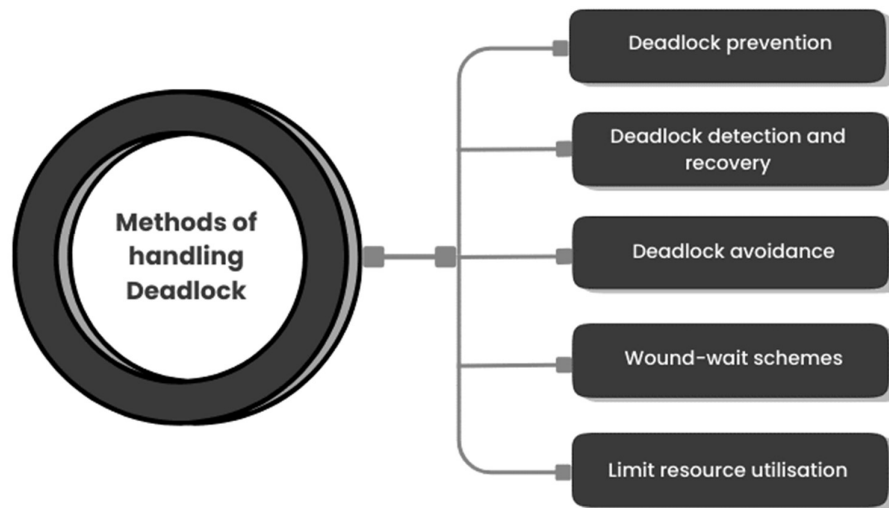 Methods of
handling
Deadlock
Deadlock prevention
Deadlock detection and
recovery
Deadlock avoidance
Wound-wait schemes
Limit resource utilisation